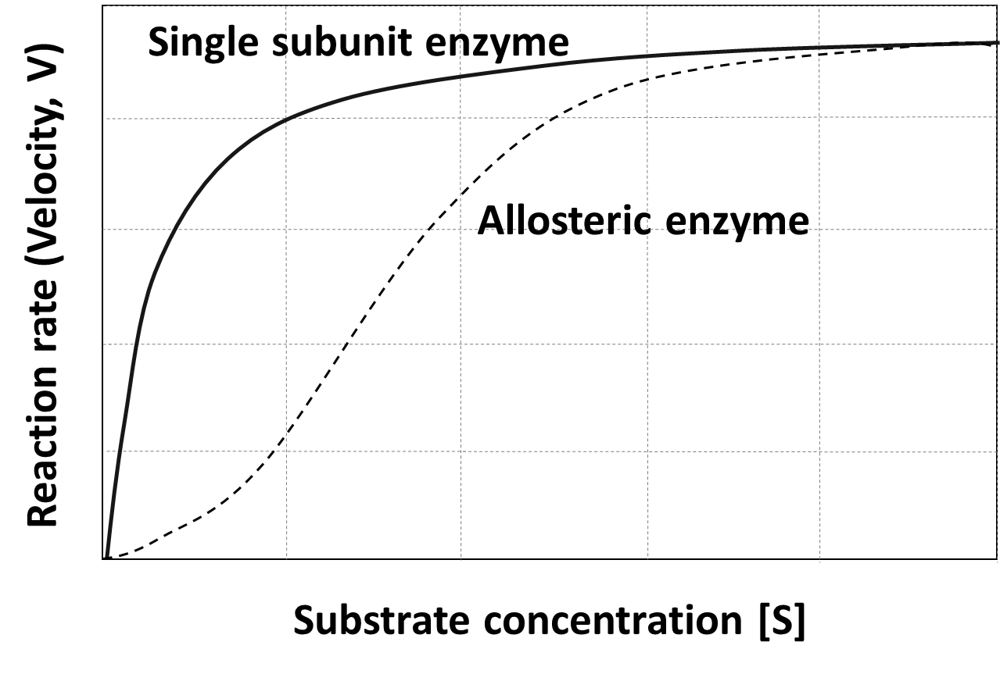 Single subunit enzyme
Reaction rate (Velocity, V)
Allosteric enzyme
Substrate concentration [S]